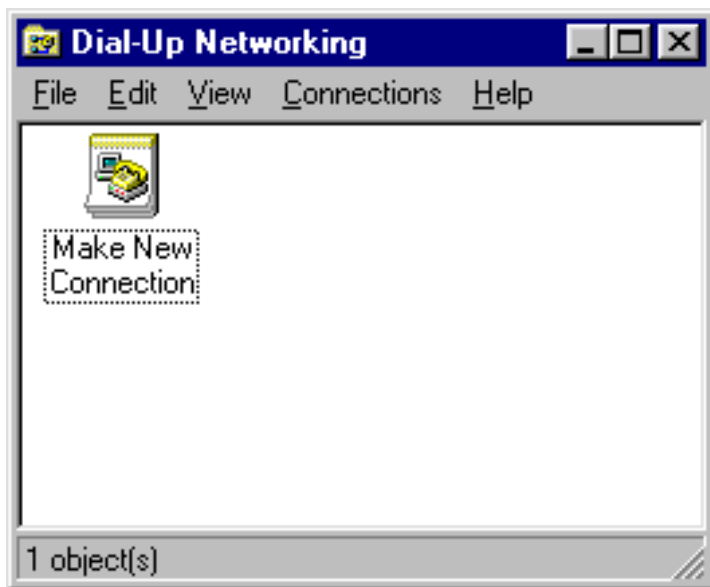 Dial-Up Networking
File Edit View Connections Help
Make New
Connection
1 object(s)